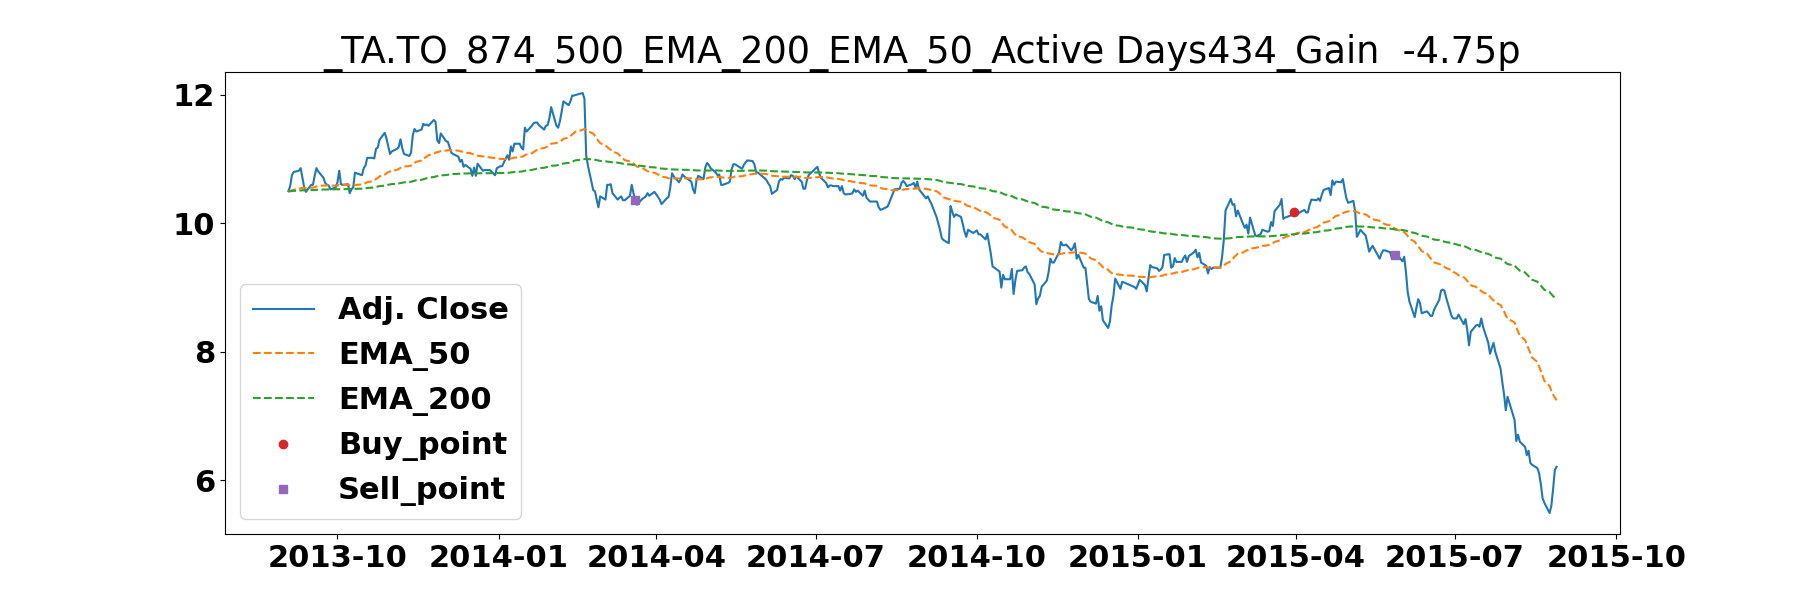 _TA.TO_874_500_EMA_200_EMA_50_Active Days434_Gain  -4.75p
12
10
8
6
Adj. Close
EMA_50
EMA_200
Buy_point
Sell_point
2013-10 2014-01 2014-04 2014-07 2014-10 2015-01 2015-04 2015-07 2015-10